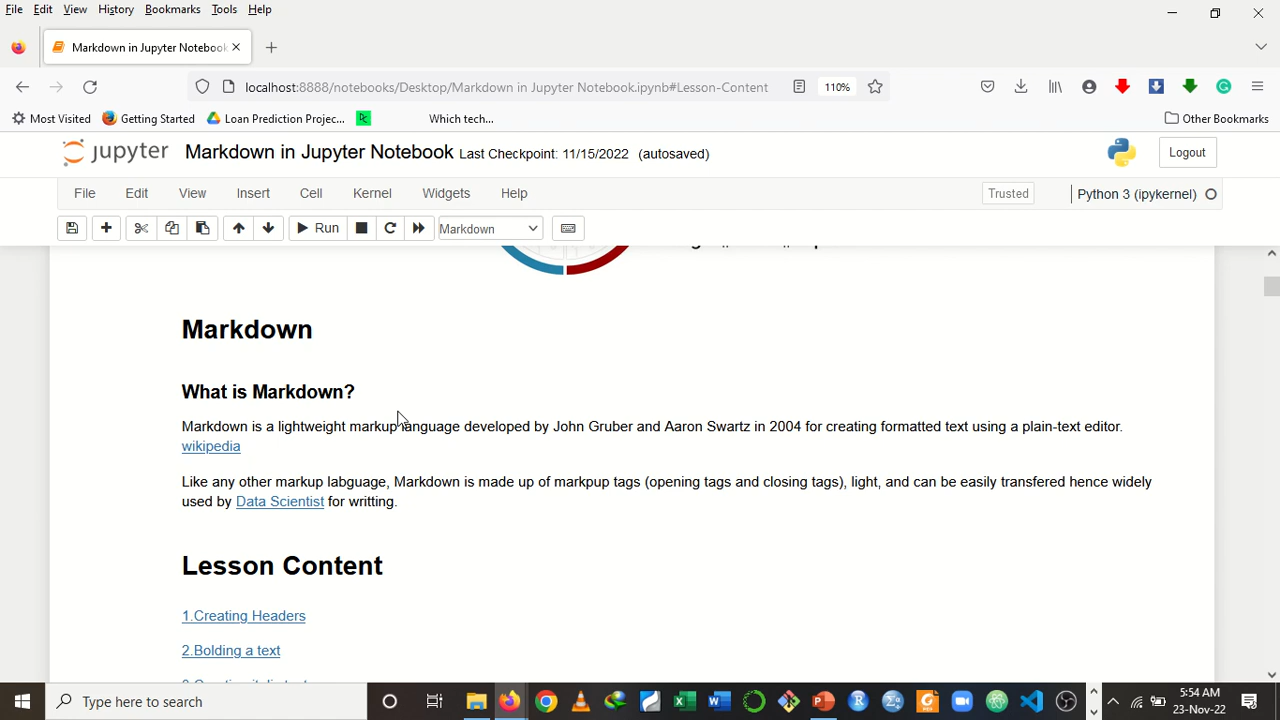 File Edit View History Bookmarks Tools Help
Markdown in Jupyter Notebook
localhost:8888/notebooks/Desktop/Markdown in Jupyter Notebook.ipynb#Lesson-Content 110%
Most Visited Getting Started Loan Prediction Projec... Which tech... Other Bookmarks
jupyter Markdown in Jupyter Notebook Last Checkpoint: 11/15/2022 (autosaved) Logout
File Edit View Insert Cell Kernel Widgets Help Trusted Python 3 (ipykernel)
Run Markdown
Markdown
What is Markdown?
Markdown is a lightweight markup language developed by John Gruber and Aaron Swartz in 2004 for creating formatted text using a plain-text editor.
wikipedia
Like any other markup labguage, Markdown is made up of markpup tags (opening tags and closing tags), light, and can be easily transfered hence widely
used by Data Scientist for writting.
Lesson Content
1.Creating Headers
2.Bolding a text
Type here to search
5:54 AM
23-Nov-22